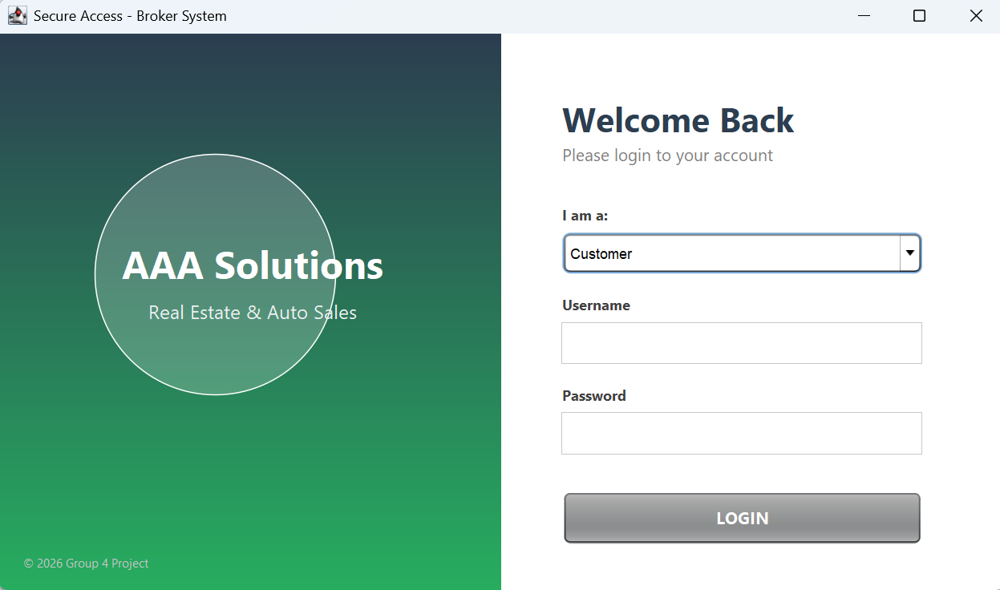 Secure Access - Broker System
AAA Solutions
Real Estate & Auto Sales
© 2026 Group 4 Project
Welcome Back
Please login to your account
I am a:
Customer
Username
Password
LOGIN